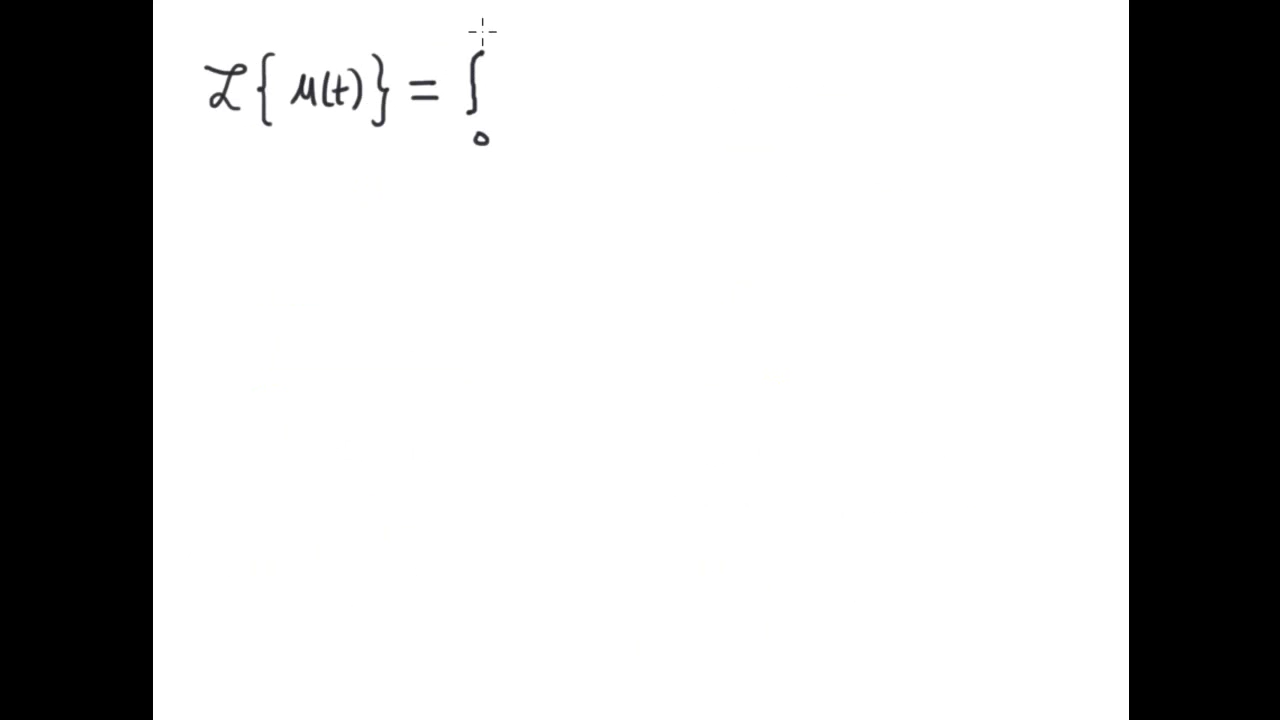 ℒ{u(t)} = ∫₀